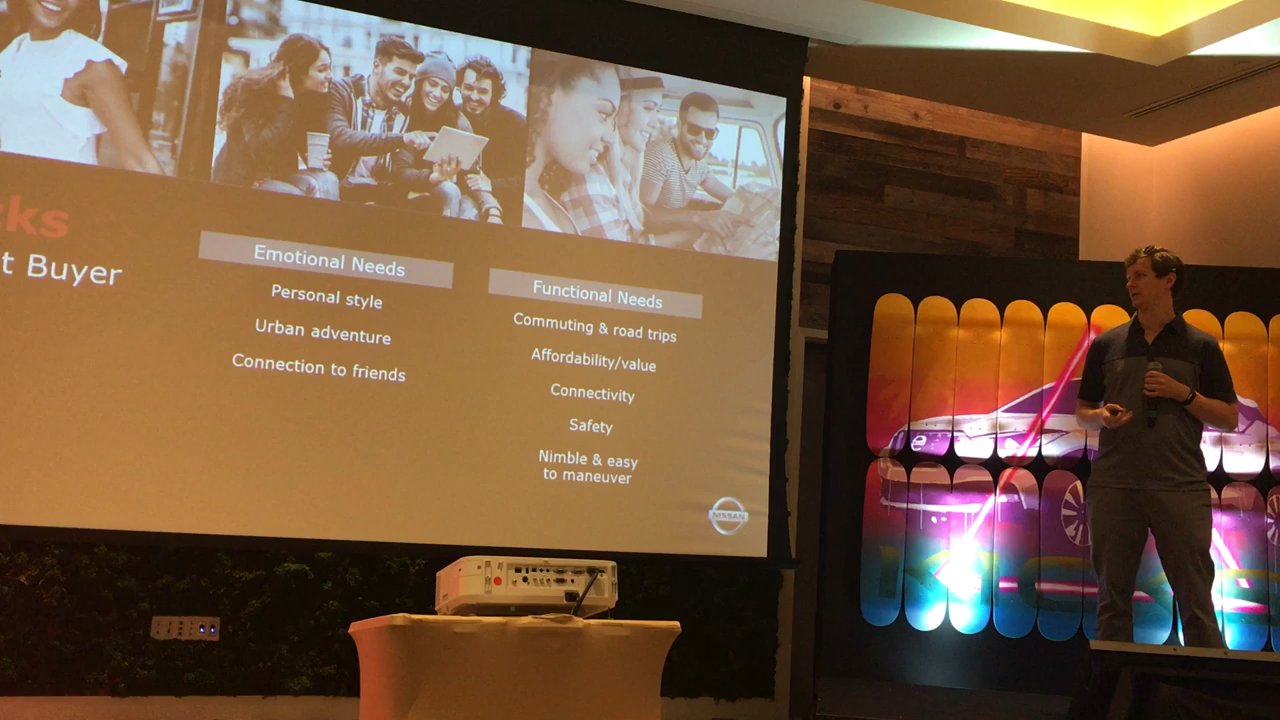 cks
t Buyer
Emotional Needs
Personal style
Urban adventure
Connection to friends
Functional Needs
Commuting & road trips
Affordability/value
Connectivity
Safety
Nimble & easy
to maneuver
NISSAN